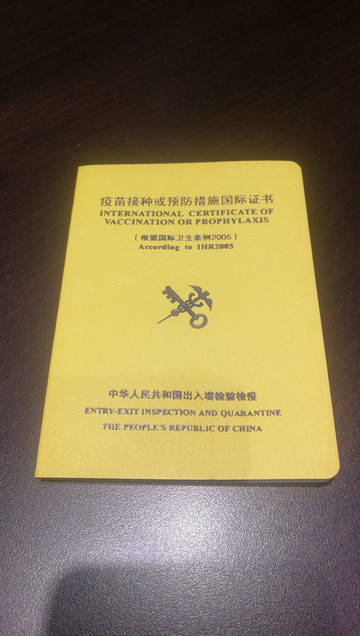 疫苗接种或预防措施国际证书
INTERNATIONAL CERTIFICATE OF
VACCINATION OR PROPHYLAXIS
(根据国际卫生条例2005)
According to IHR2005
中华人民共和国出入境检验检疫
ENTRY-EXIT INSPECTION AND QUARANTINE
THE PEOPLE'S REPUBLIC OF CHINA